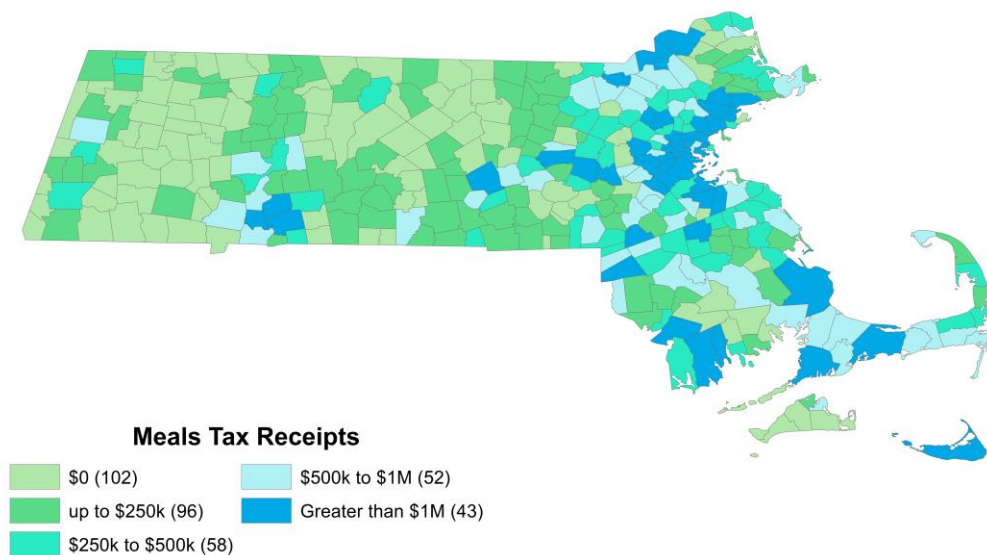 Meals Tax Receipts
$0 (102)
up to $250k (96)
$250k to $500k (58)
$500k to $1M (52)
Greater than $1M (43)